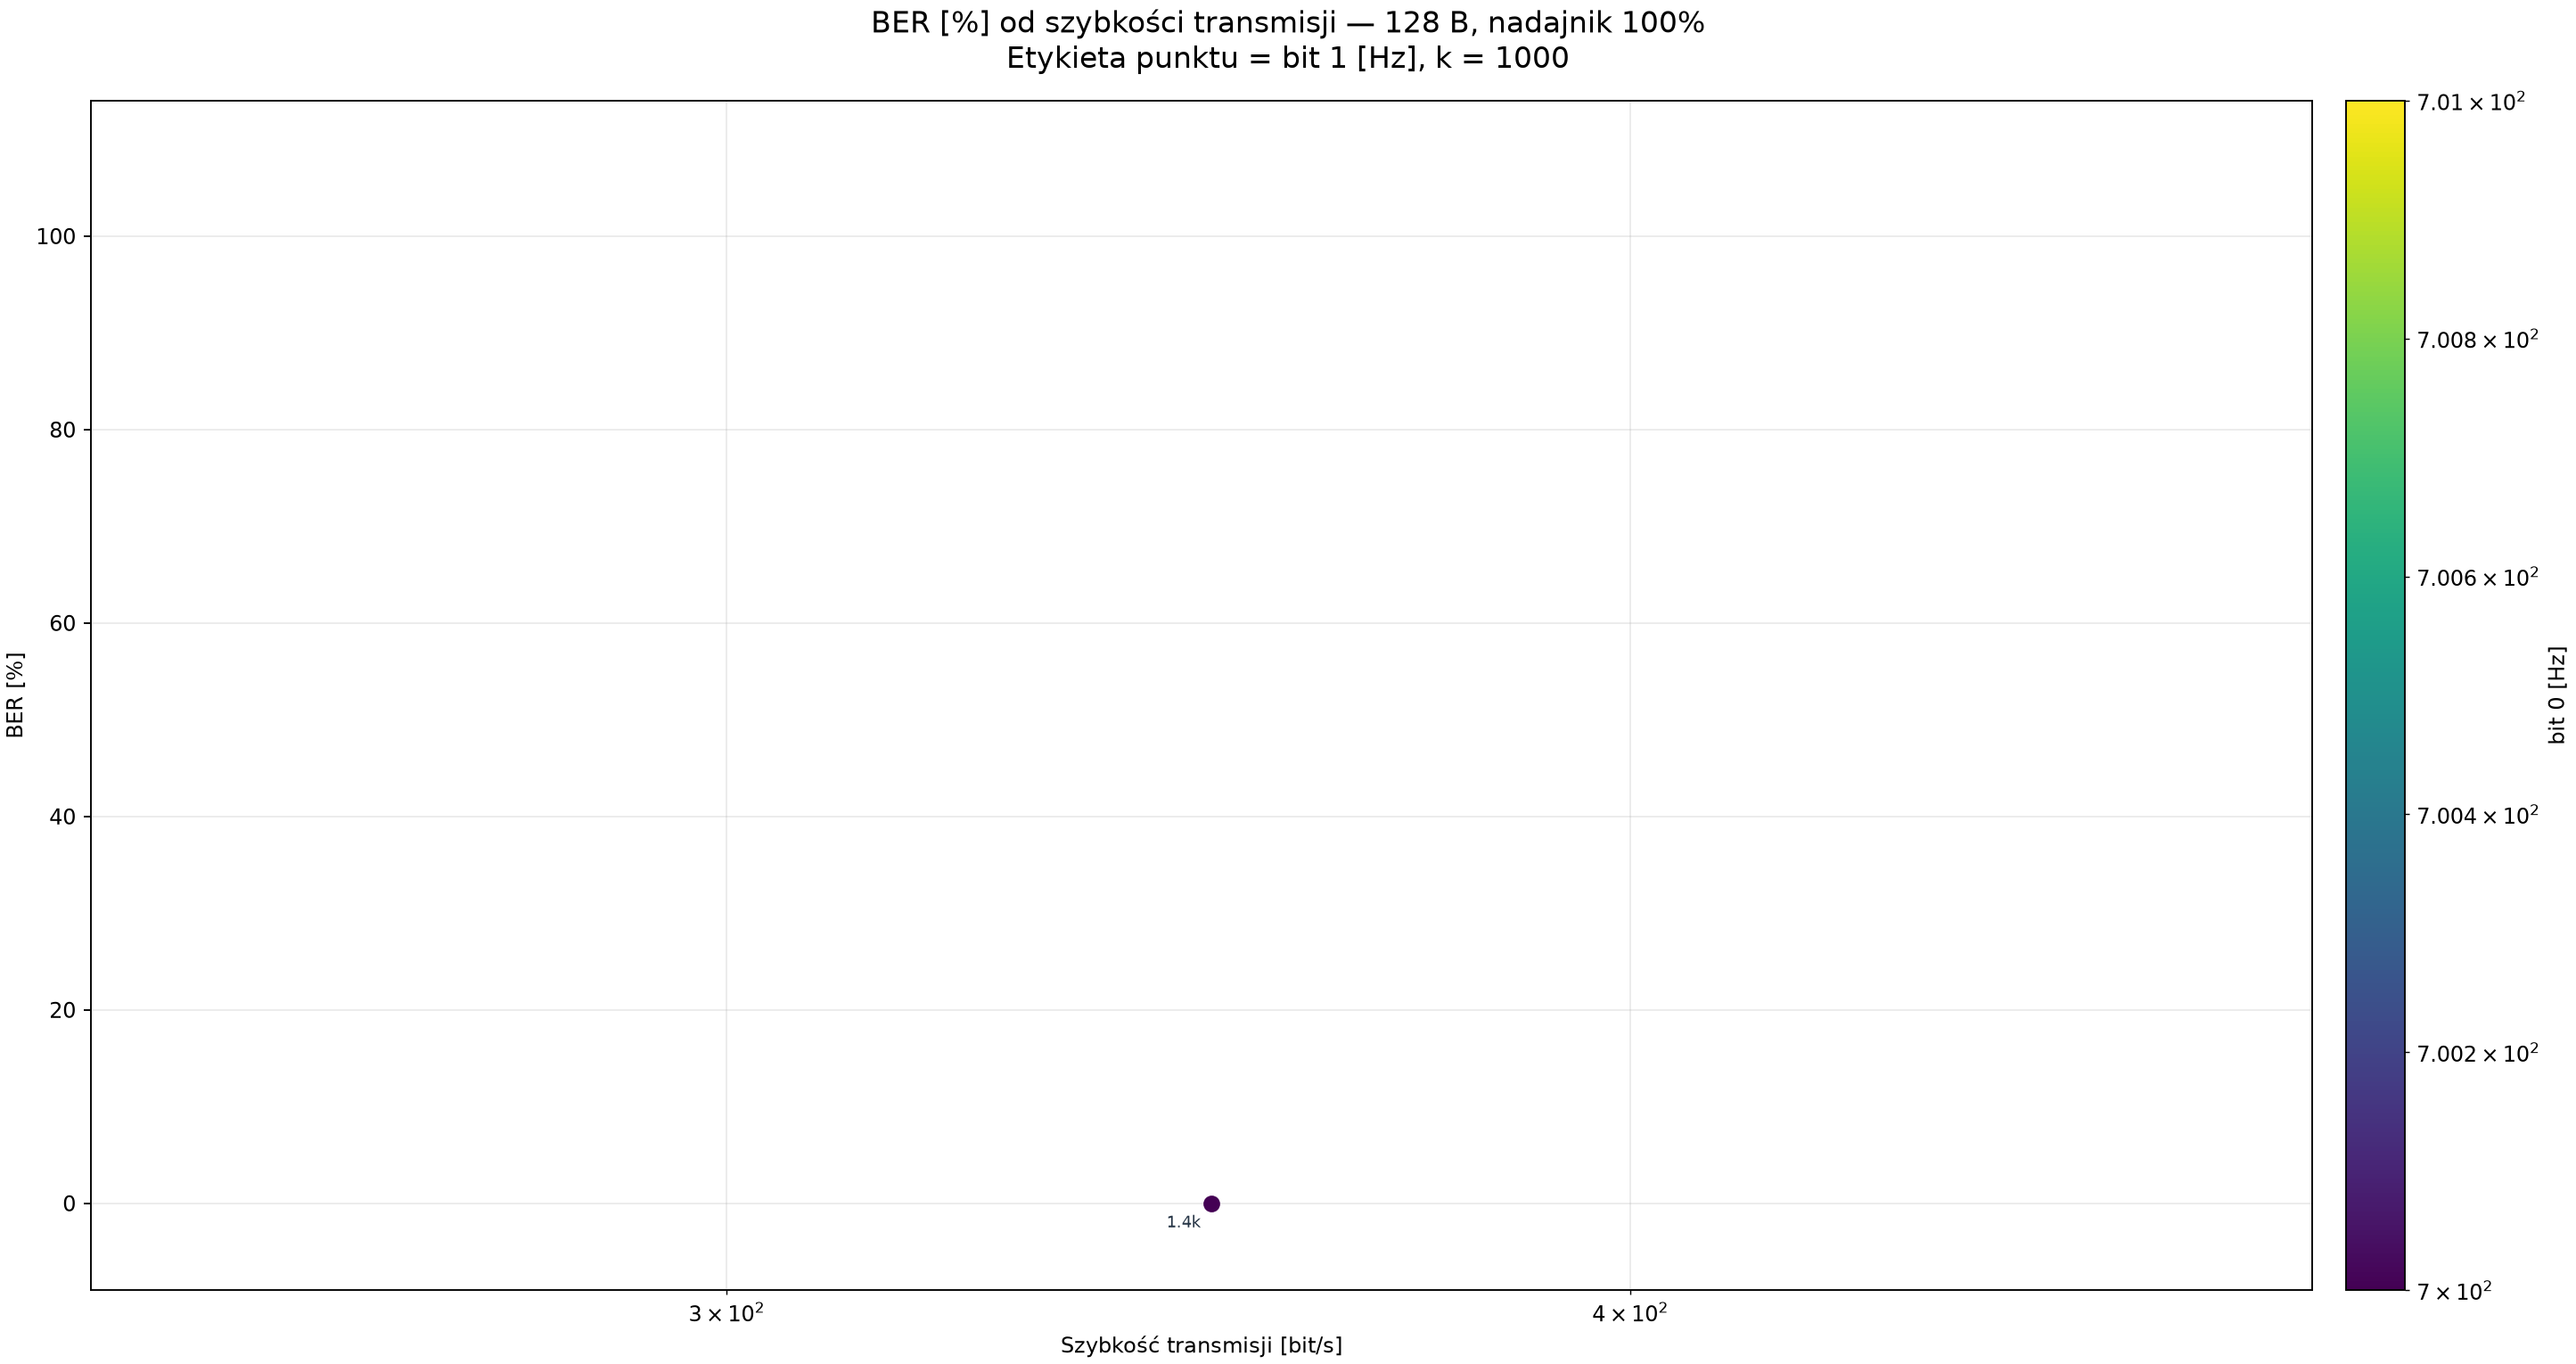 BER [%] od szybkości transmisji — 128 B, nadajnik 100%
Etykieta punktu = bit 1 [Hz], k = 1000
BER [%]
100
80
60
40
20
0
1.4k
3 × 10²
4 × 10²
Szybkość transmisji [bit/s]
7.01 × 10²
7.008 × 10²
7.006 × 10²
7.004 × 10²
7.002 × 10²
7 × 10²
bit 0 [Hz]